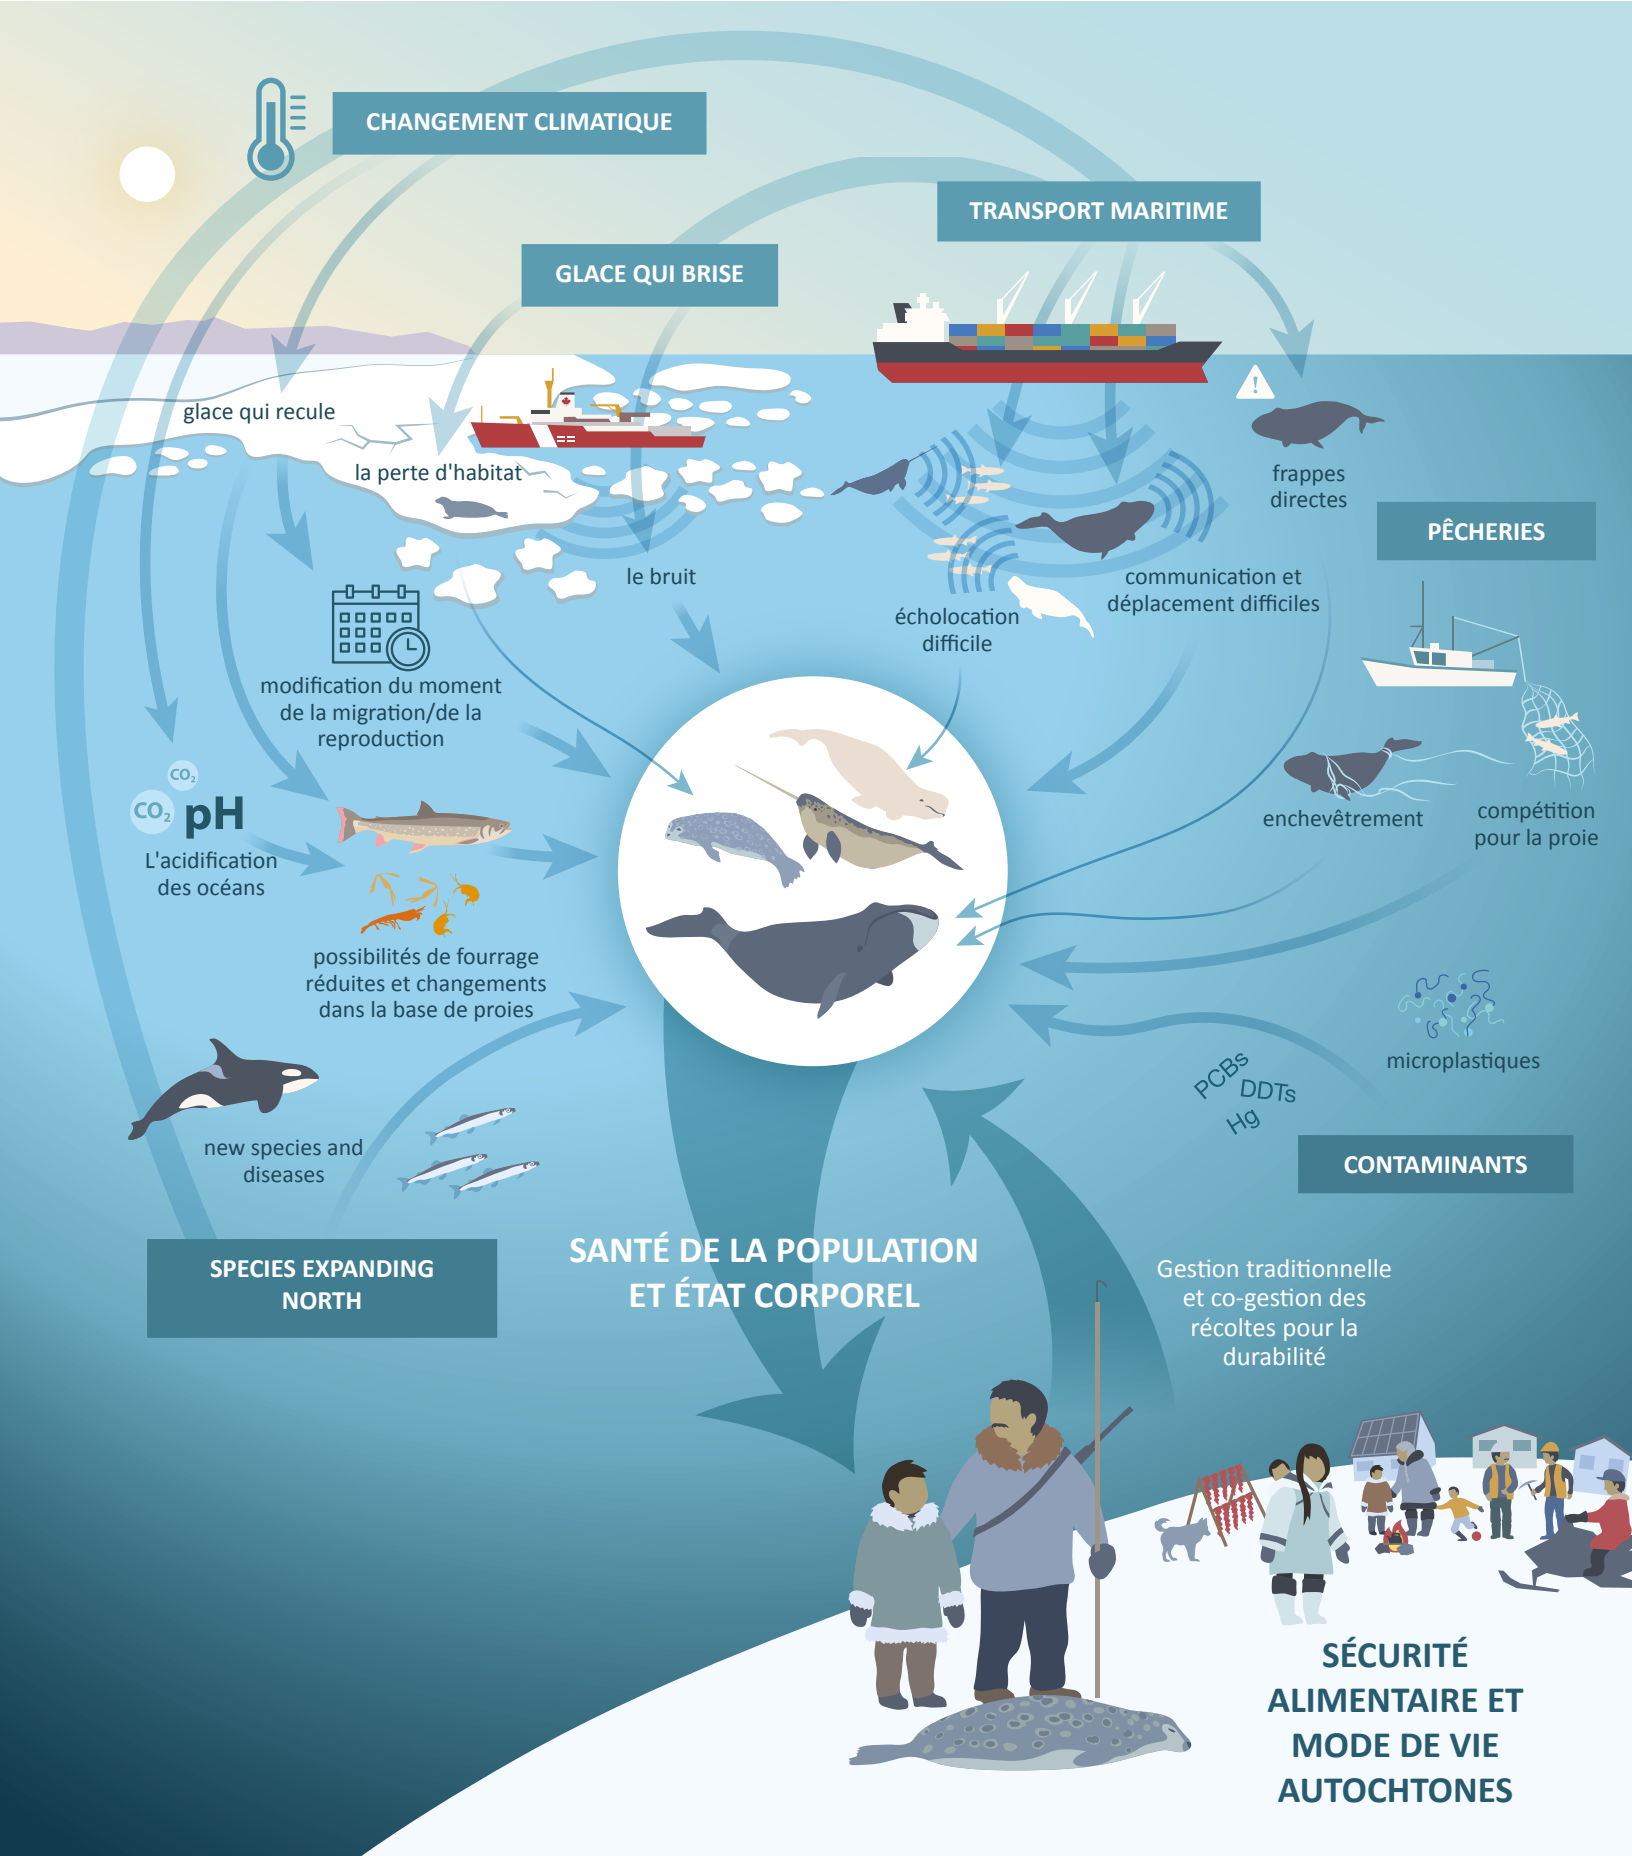 CHANGEMENT CLIMATIQUE
TRANSPORT MARITIME
GLACE QUI BRISE
glace qui recule
la perte d'habitat
le bruit
frappes
directes
PÊCHERIES
communication et
déplacement difficiles
écholocation
difficile
modification du moment
de la migration/de la
reproduction
CO₂
CO₂ pH
L'acidification
des océans
enchevêtrement
compétition
pour la proie
possibilités de fourrage
réduites et changements
dans la base de proies
microplastiques
PCBs
DDTs
Hg
new species and
diseases
CONTAMINANTS
SPECIES EXPANDING
NORTH
SANTÉ DE LA POPULATION
ET ÉTAT CORPOREL
Gestion traditionnelle
et co-gestion des
récoltes pour la
durabilité
SÉCURITÉ
ALIMENTAIRE ET
MODE DE VIE
AUTOCHTONES